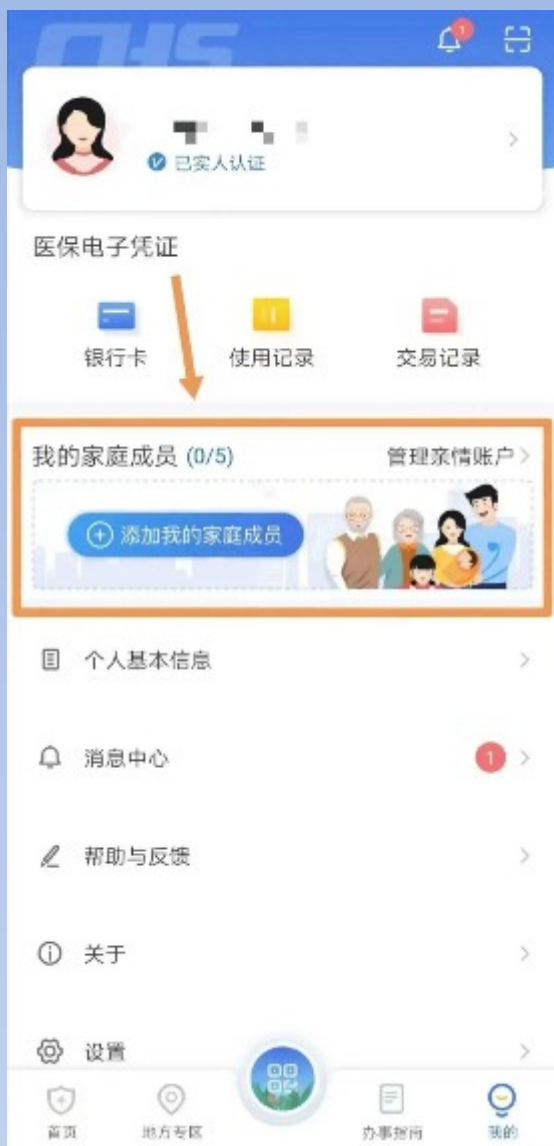 CHS
1
已实人认证
医保电子凭证
银行卡
使用记录
交易记录
我的家庭成员 (0/5)
管理亲情账户
添加我的家庭成员
个人基本信息
消息中心
1
帮助与反馈
关于
设置
首页
地方专区
办事指南
我的